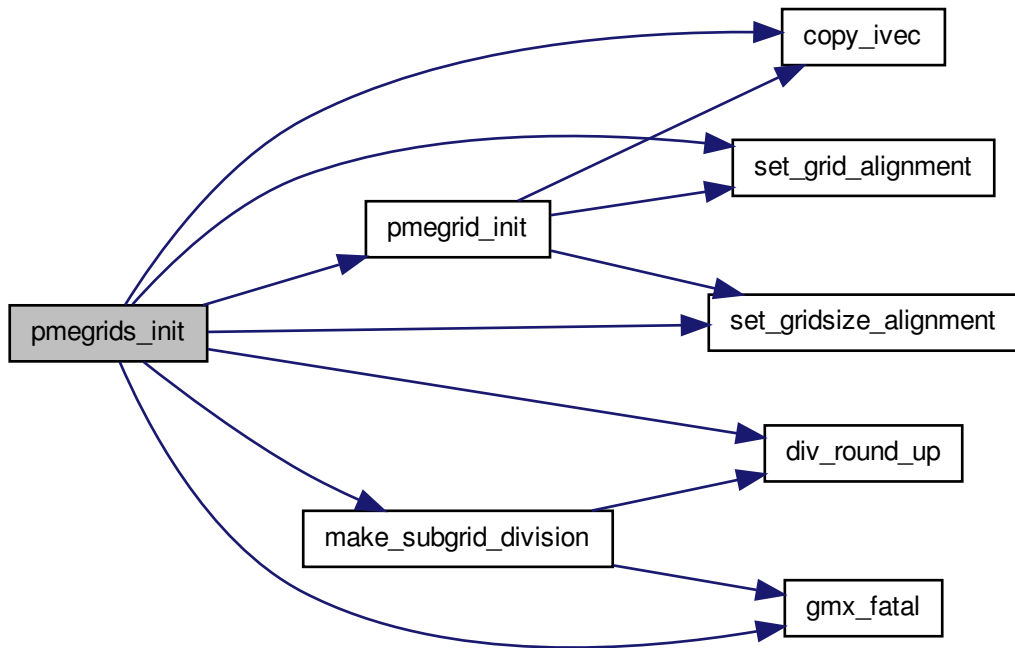 copy_ivec
set_grid_alignment
pmegrid_init
set_gridsize_alignment
pmegrids_init
div_round_up
make_subgrid_division
gmx_fatal